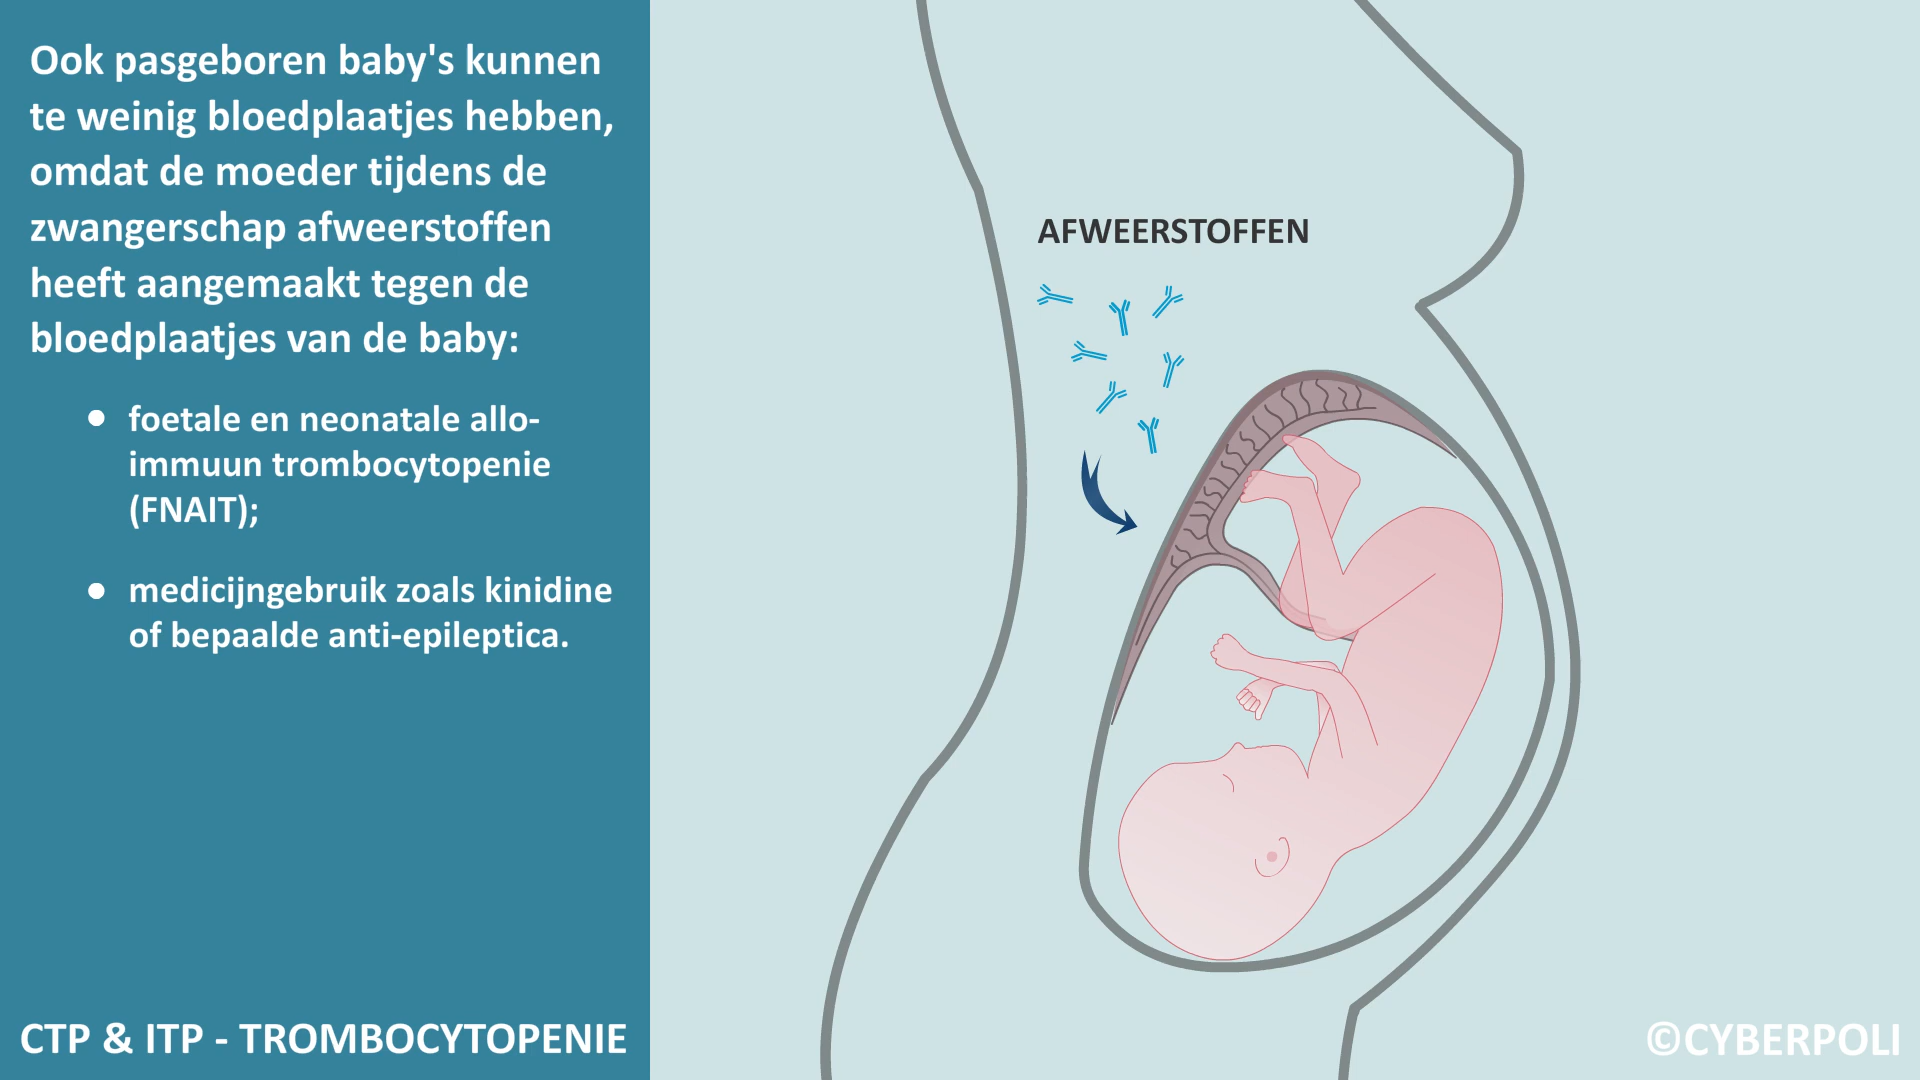 Ook pasgeboren baby's kunnen
te weinig bloedplaatjes hebben,
omdat de moeder tijdens de
zwangerschap afweerstoffen
heeft aangemaakt tegen de
bloedplaatjes van de baby:
• foetale en neonatale allo-
immuun trombocytopenie
(FNAIT);
• medicijngebruik zoals kinidine
of bepaalde anti-epileptica.
AFWEERSTOFFEN
CTP & ITP - TROMBOCYTOPENIE
©CYBERPOLI